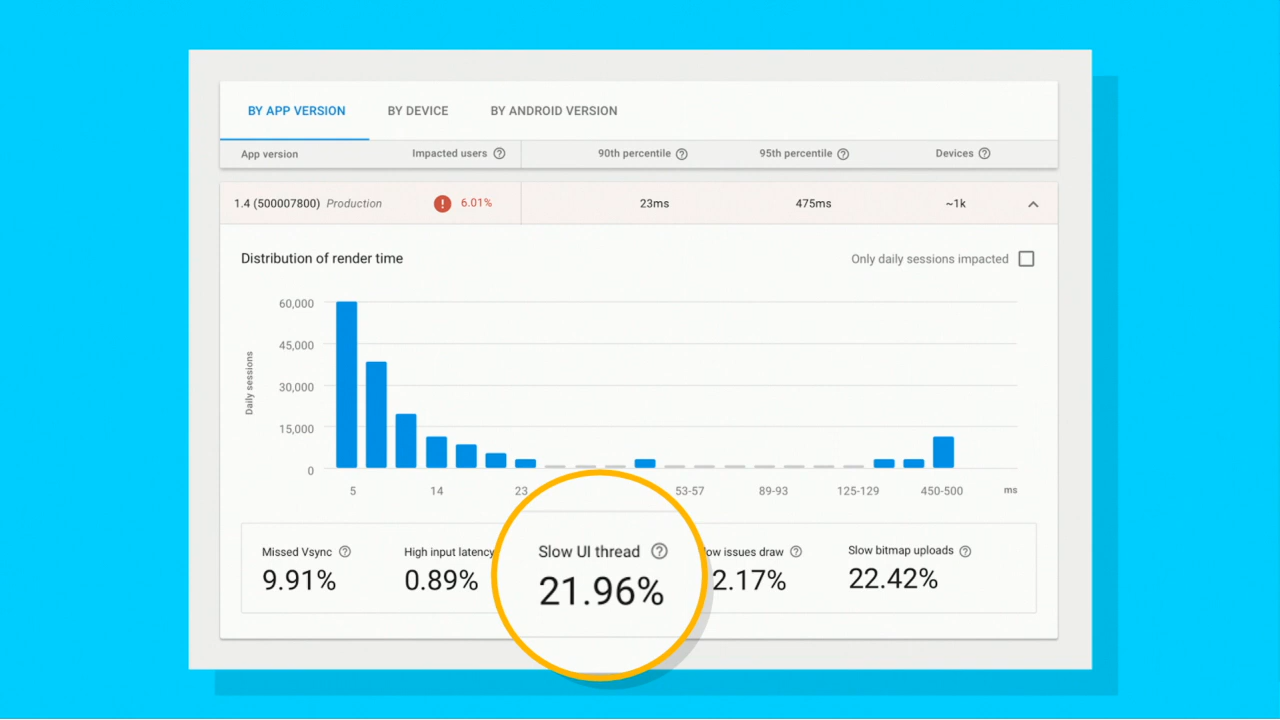 BY APP VERSION BY DEVICE BY ANDROID VERSION
App version Impacted users ? 90th percentile ? 95th percentile ? Devices ?
1.4 (500007800) Production ! 6.01% 23ms 475ms ~1k
Distribution of render time Only daily sessions impacted
Daily sessions
60,000
45,000
30,000
15,000
0
5 14 23 53-57 89-93 125-129 450-500 ms
Missed Vsync ? High input latency Slow UI thread ? issues draw ? Slow bitmap uploads ?
9.91% 0.89% 21.96% 2.17% 22.42%